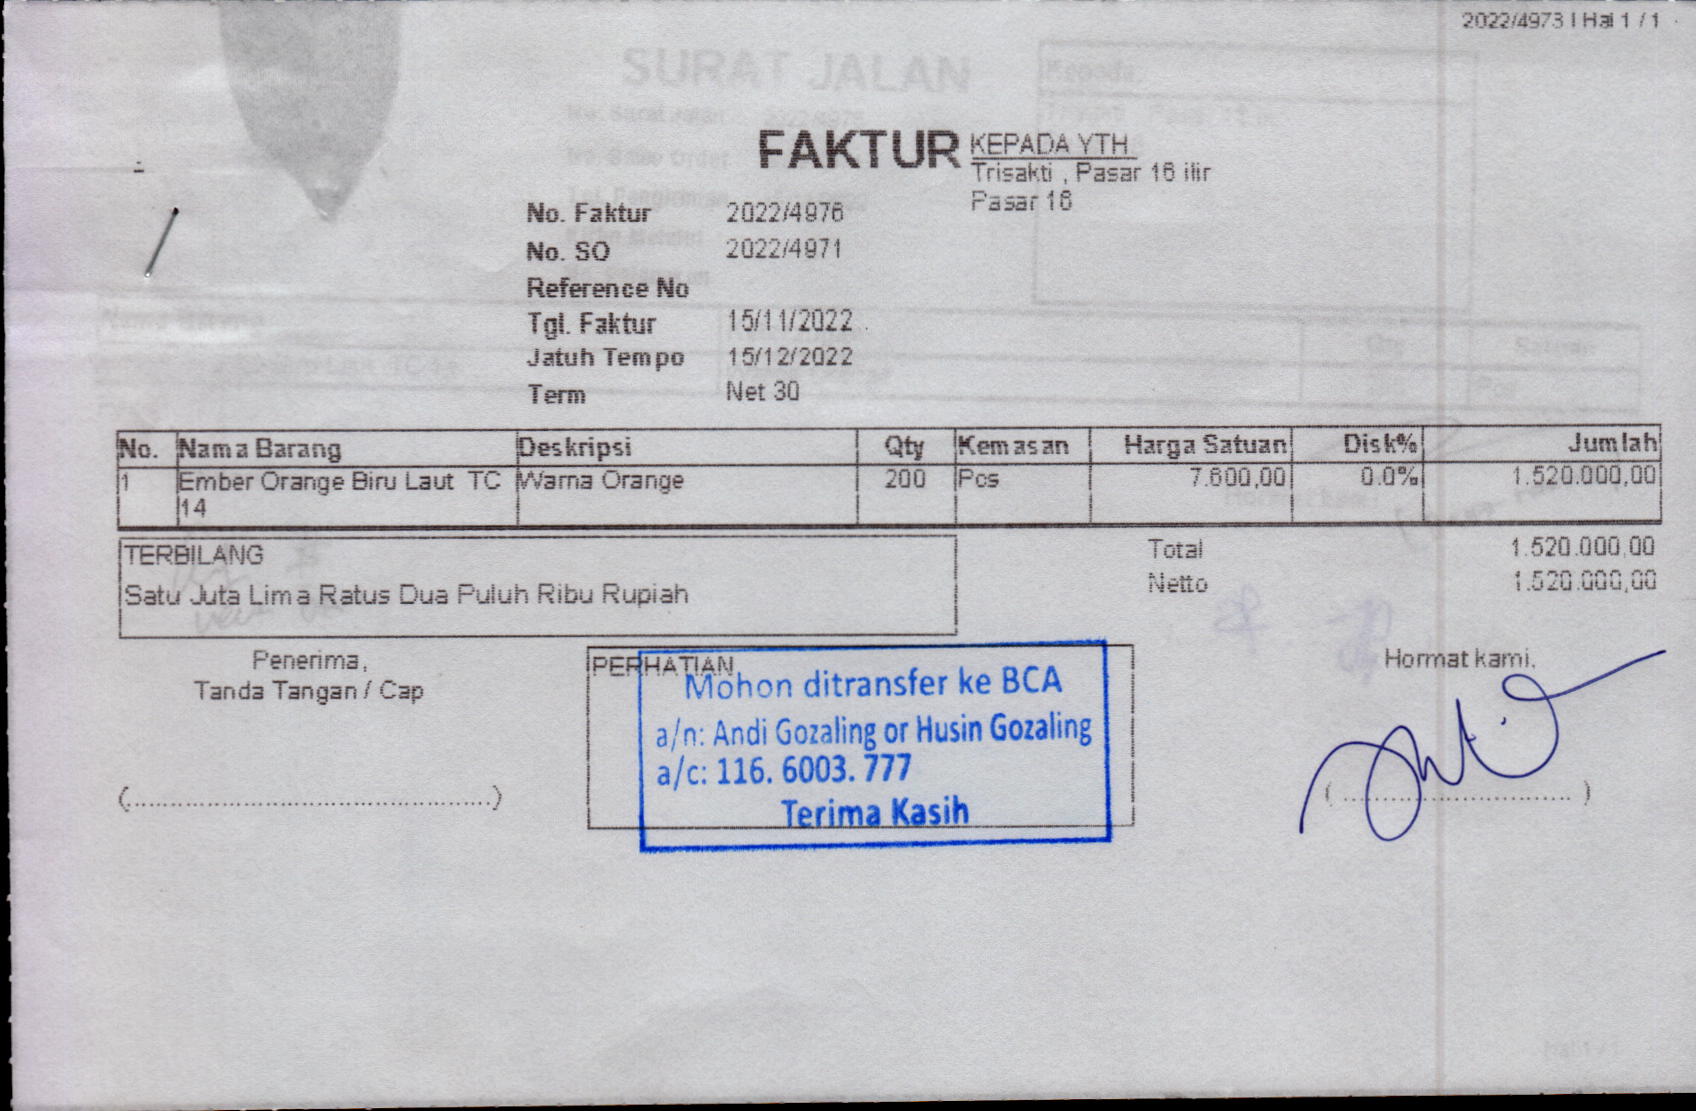 2022/4973 | Hal 1 / 1
FAKTUR
KEPADA YTH
Trisakti , Pasar 16 ilir
Pasar 16
No. Faktur 2022/4976
No. SO 2022/4971
Reference No
Tgl. Faktur 15/11/2022
Jatuh Tempo 15/12/2022
Term Net 30
No. Nama Barang Deskripsi Qty Kemasan Harga Satuan Disk% Jumlah
1 Ember Orange Biru Laut TC Warna Orange 200 Pcs 7.600,00 0.0% 1.520.000,00
14
TERBILANG
Satu Juta Lima Ratus Dua Puluh Ribu Rupiah
Total 1.520.000,00
Netto 1.520.000,00
Penerima,
Tanda Tangan / Cap
PERHATIAN
Mohon ditransfer ke BCA
a/n: Andi Gozaling or Husin Gozaling
a/c: 116. 6003. 777
Terima Kasih
Hormat kami,
SURAT JALAN
Kepada